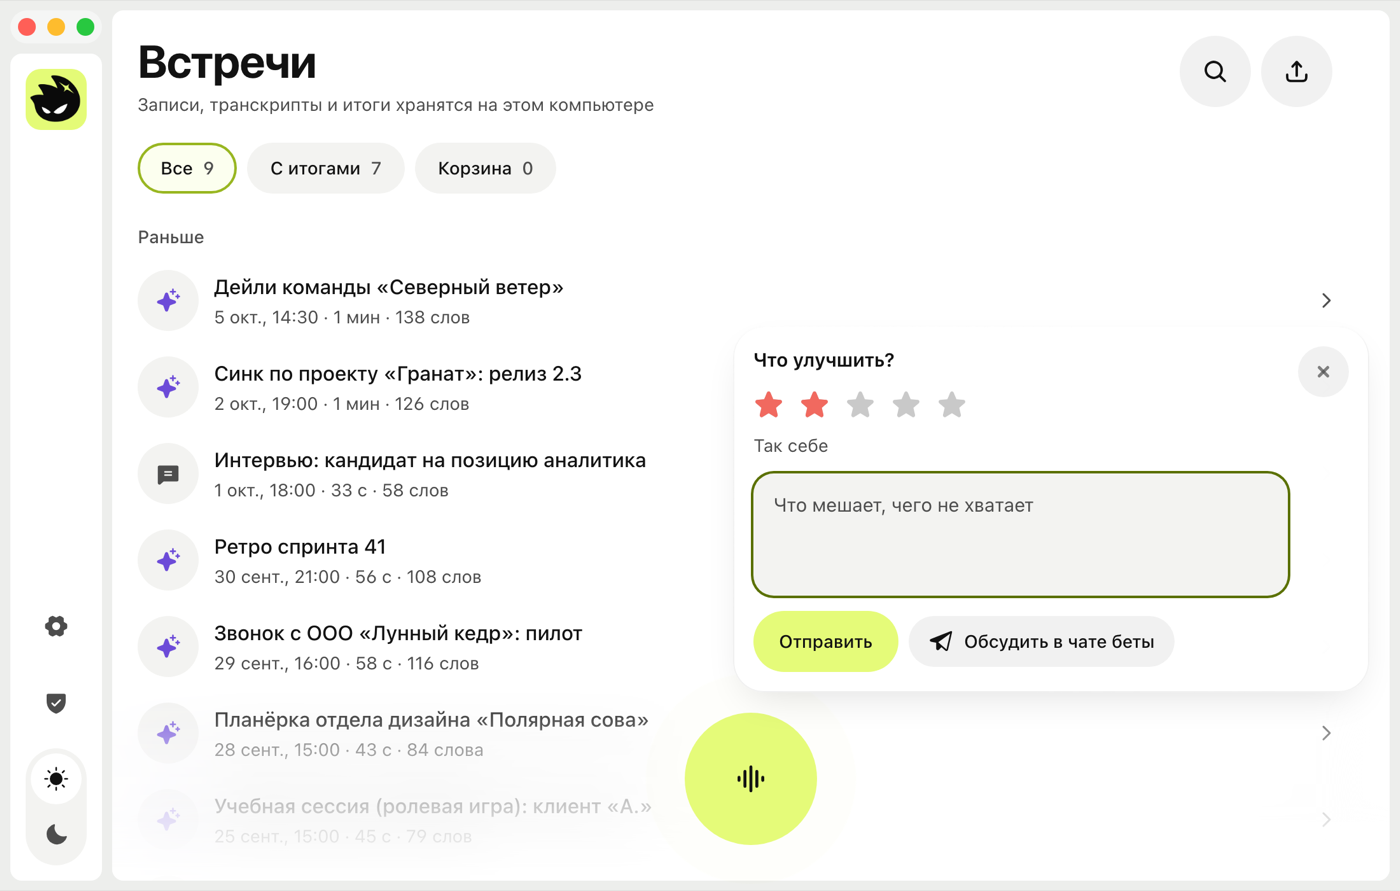 Встречи
Записи, транскрипты и итоги хранятся на этом компьютере
Все 9
С итогами 7
Корзина 0
Раньше
Дейли команды «Северный ветер»
5 окт., 14:30 · 1 мин · 138 слов
Синк по проекту «Гранат»: релиз 2.3
2 окт., 19:00 · 1 мин · 126 слов
Интервью: кандидат на позицию аналитика
1 окт., 18:00 · 33 с · 58 слов
Ретро спринта 41
30 сент., 21:00 · 56 с · 108 слов
Звонок с ООО «Лунный кедр»: пилот
29 сент., 16:00 · 58 с · 116 слов
Планёрка отдела дизайна «Полярная сова»
28 сент., 15:00 · 43 с · 84 слова
Учебная сессия (ролевая игра): клиент «А.»
25 сент., 15:00 · 45 с · 79 слов
Что улучшить?
Так себе
Что мешает, чего не хватает
Отправить
Обсудить в чате беты